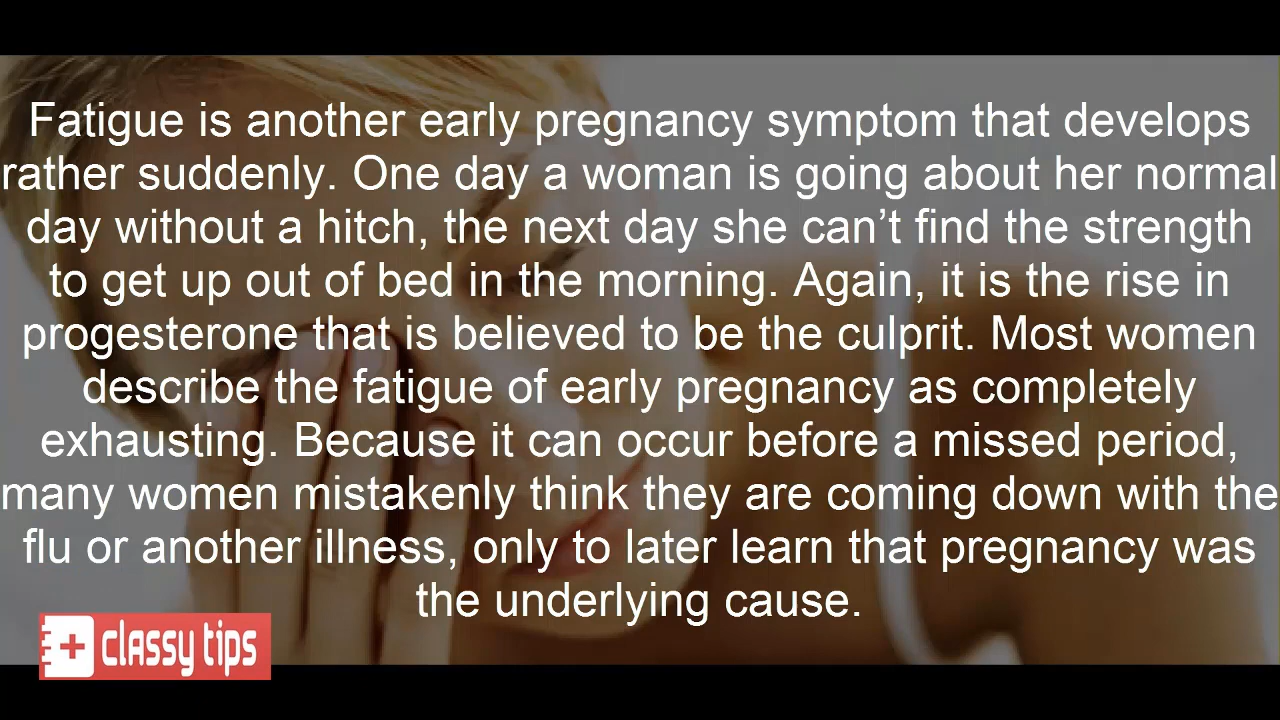 Fatigue is another early pregnancy symptom that develops
rather suddenly. One day a woman is going about her normal
day without a hitch, the next day she can’t find the strength
to get up out of bed in the morning. Again, it is the rise in
progesterone that is believed to be the culprit. Most women
describe the fatigue of early pregnancy as completely
exhausting. Because it can occur before a missed period,
many women mistakenly think they are coming down with the
flu or another illness, only to later learn that pregnancy was
the underlying cause.
classy tips